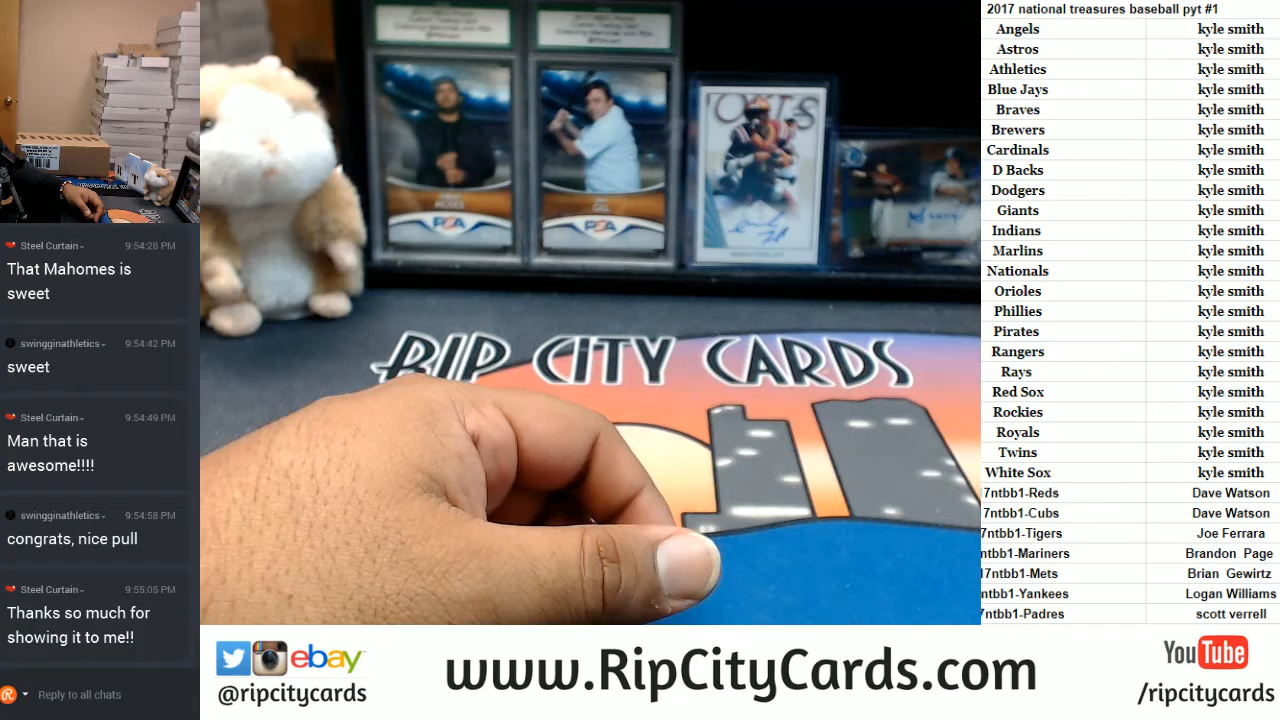 Steel Curtain 9:54:28 PM
That Mahomes is
sweet
swingginathletics 9:54:42 PM
sweet
Steel Curtain 9:54:49 PM
Man that is
awesome!!!!
swingginathletics 9:54:58 PM
congrats, nice pull
Steel Curtain 9:55:05 PM
Thanks so much for
showing it to me!!
Reply to all chats
MOSES
PSA
PSA
RIP CITY CARDS
2017 national treasures baseball pyt #1
Angels kyle smith
Astros kyle smith
Athletics kyle smith
Blue Jays kyle smith
Braves kyle smith
Brewers kyle smith
Cardinals kyle smith
D Backs kyle smith
Dodgers kyle smith
Giants kyle smith
Indians kyle smith
Marlins kyle smith
Nationals kyle smith
Orioles kyle smith
Phillies kyle smith
Pirates kyle smith
Rangers kyle smith
Rays kyle smith
Red Sox kyle smith
Rockies kyle smith
Royals kyle smith
Twins kyle smith
White Sox kyle smith
7ntbb1-Reds Dave Watson
7ntbb1-Cubs Dave Watson
7ntbb1-Tigers Joe Ferrara
ntbb1-Mariners Brandon Page
17ntbb1-Mets Brian Gewirtz
ntbb1-Yankees Logan Williams
7ntbb1-Padres scott verrell
ebay
@ripcitycards
www.RipCityCards.com
YouTube
/ripcitycards